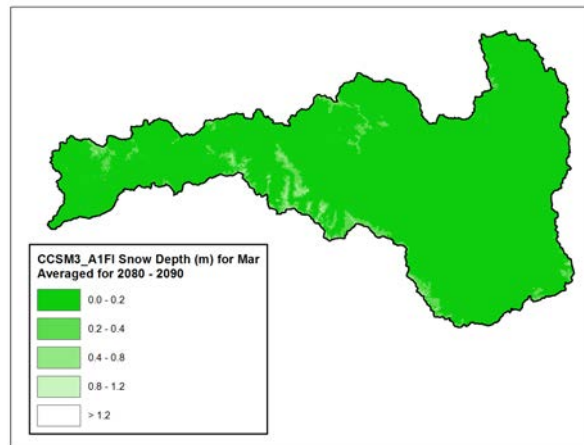 CCSM3_A1FI Snow Depth (m) for Mar
Averaged for 2080 - 2090
0.0 - 0.2
0.2 - 0.4
0.4 - 0.8
0.8 - 1.2
> 1.2